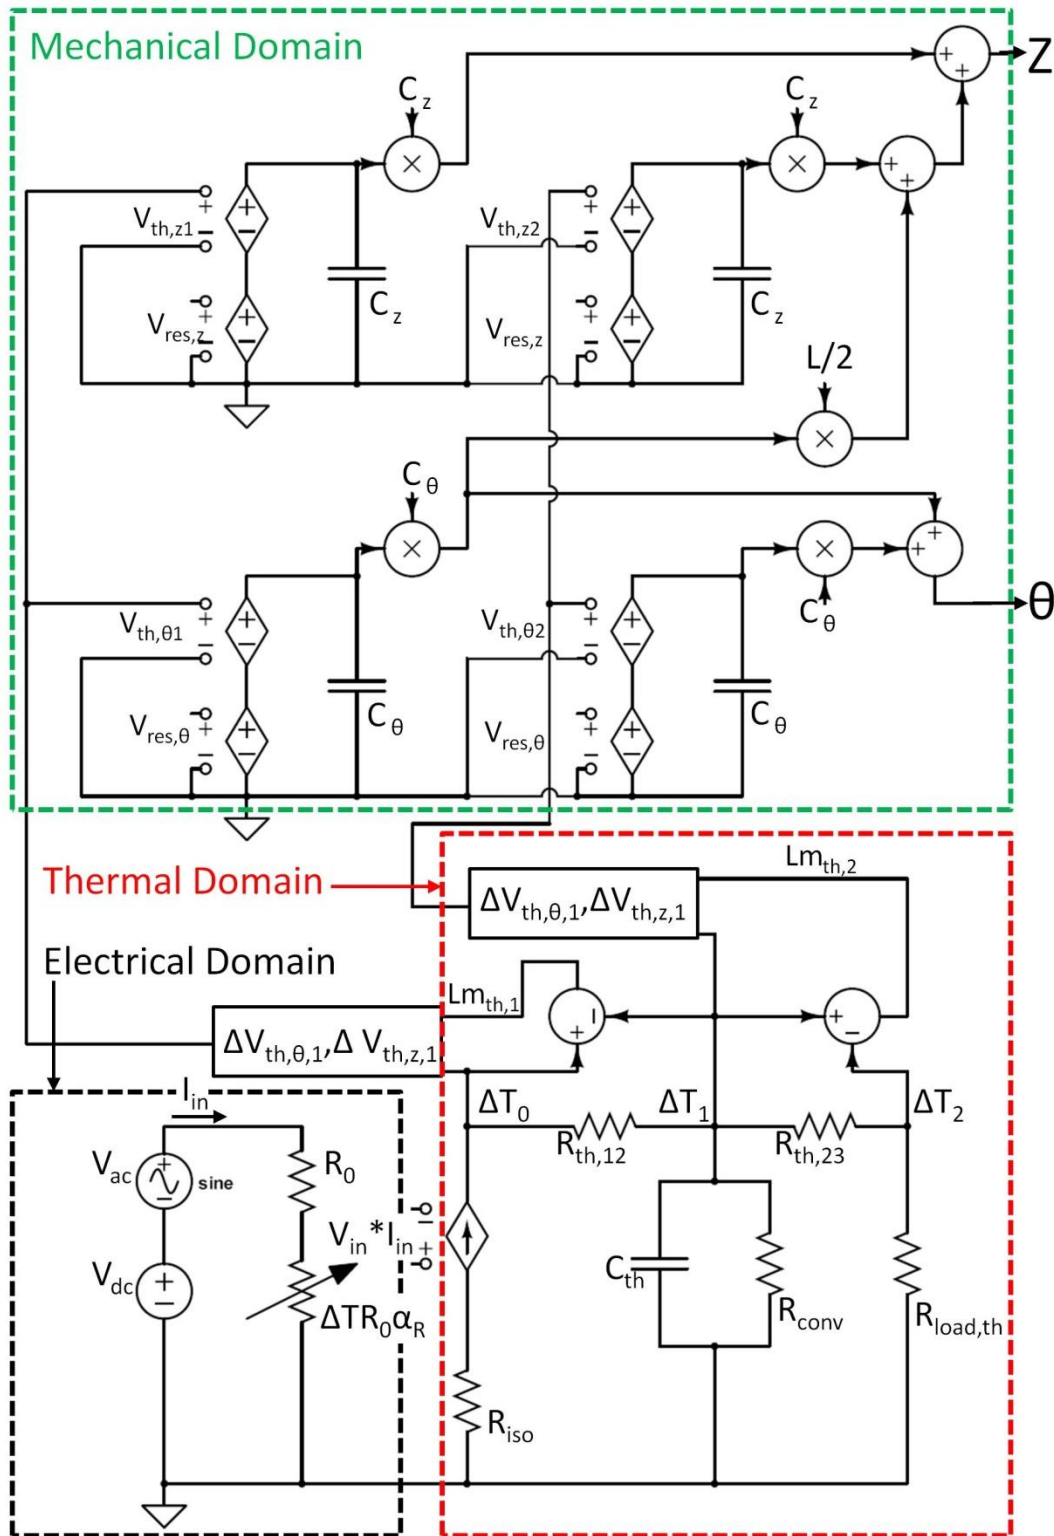 Mechanical Domain
Z
C z
C z
+
+
×
×
+
+
V th,z1
+
−
+
−
V th,z2
+
−
+
−
C z
C z
V res,z
+
−
+
−
V res,z
+
−
+
−
L/2
×
C θ
×
×
+
+
C θ
θ
V th,θ1
+
−
+
−
V th,θ2
+
−
+
−
C θ
C θ
V res,θ
+
−
+
−
V res,θ
+
−
+
−
Thermal Domain
Lm th,2
ΔV th,θ,1 ,ΔV th,z,1
Electrical Domain
Lm th,1
+
+
−
ΔV th,θ,1 ,Δ V th,z,1
I in
ΔT 0
ΔT 1
ΔT 2
R th,12
R th,23
V ac
+
−
sine
R 0
V in *I in
−
+
V dc
+
−
ΔTR 0 α R
C th
R conv
R load,th
R iso